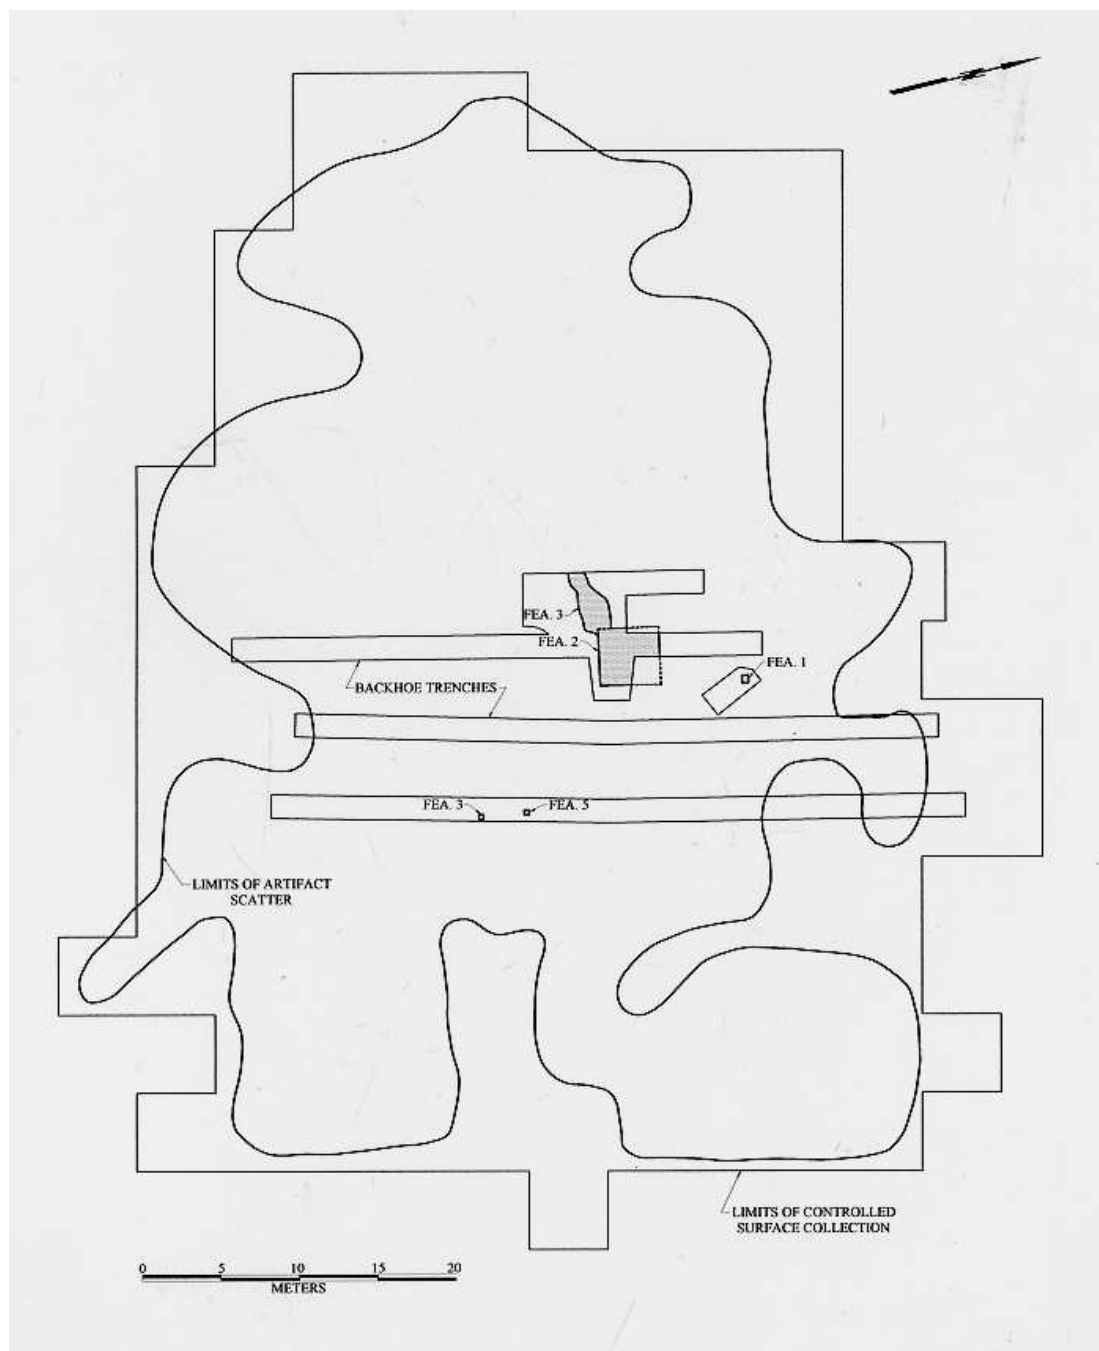 N
FEA. 3
FEA. 2
FEA. 1
BACKHOE TRENCHES
FEA. 3
FEA. 5
LIMITS OF ARTIFACT
SCATTER
LIMITS OF CONTROLLED
SURFACE COLLECTION
0 5 10 15 20
METERS